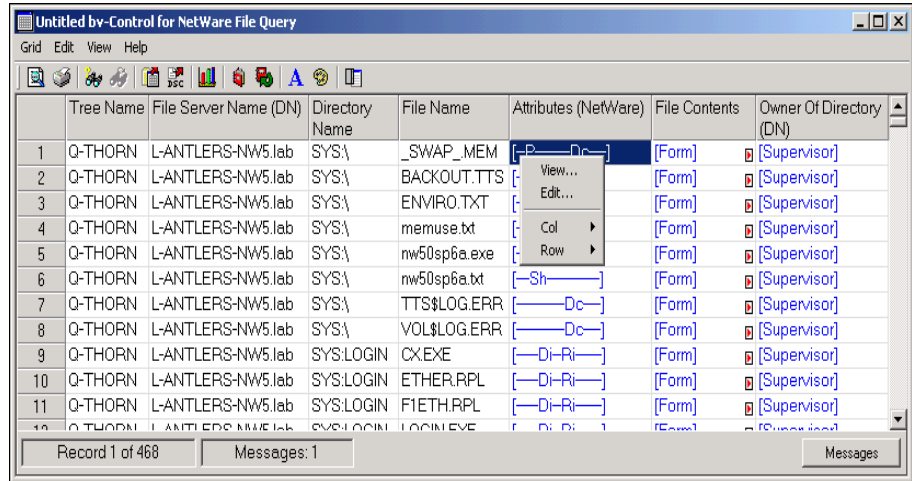 Untitled bv-Control for NetWare File Query
Grid Edit View Help
DSC A
Tree Name File Server Name (DN) Directory Name File Name Attributes (NetWare) File Contents Owner Of Directory (DN)
1 Q-THORN L-ANTLERS-NW5.lab SYS:\ _SWAP_.MEM [–P——Dc—] [Form] [Supervisor]
2 Q-THORN L-ANTLERS-NW5.lab SYS:\ BACKOUT.TTS [Form] [Supervisor]
3 Q-THORN L-ANTLERS-NW5.lab SYS:\ ENVIRO.TXT [Form] [Supervisor]
4 Q-THORN L-ANTLERS-NW5.lab SYS:\ memuse.txt [Form] [Supervisor]
5 Q-THORN L-ANTLERS-NW5.lab SYS:\ nw50sp6a.exe [Form] [Supervisor]
View...
Edit...
Col
Row
6 Q-THORN L-ANTLERS-NW5.lab SYS:\ nw50sp6a.txt [—Sh———] [Form] [Supervisor]
7 Q-THORN L-ANTLERS-NW5.lab SYS:\ TTS$LOG.ERR [———Dc—] [Form] [Supervisor]
8 Q-THORN L-ANTLERS-NW5.lab SYS:\ VOL$LOG.ERR [———Dc—] [Form] [Supervisor]
9 Q-THORN L-ANTLERS-NW5.lab SYS:LOGIN CX.EXE [——Di–Ri——] [Form] [Supervisor]
10 Q-THORN L-ANTLERS-NW5.lab SYS:LOGIN ETHER.RPL [——Di–Ri——] [Form] [Supervisor]
11 Q-THORN L-ANTLERS-NW5.lab SYS:LOGIN F1ETH.RPL [——Di–Ri——] [Form] [Supervisor]
Record 1 of 468 Messages: 1 Messages